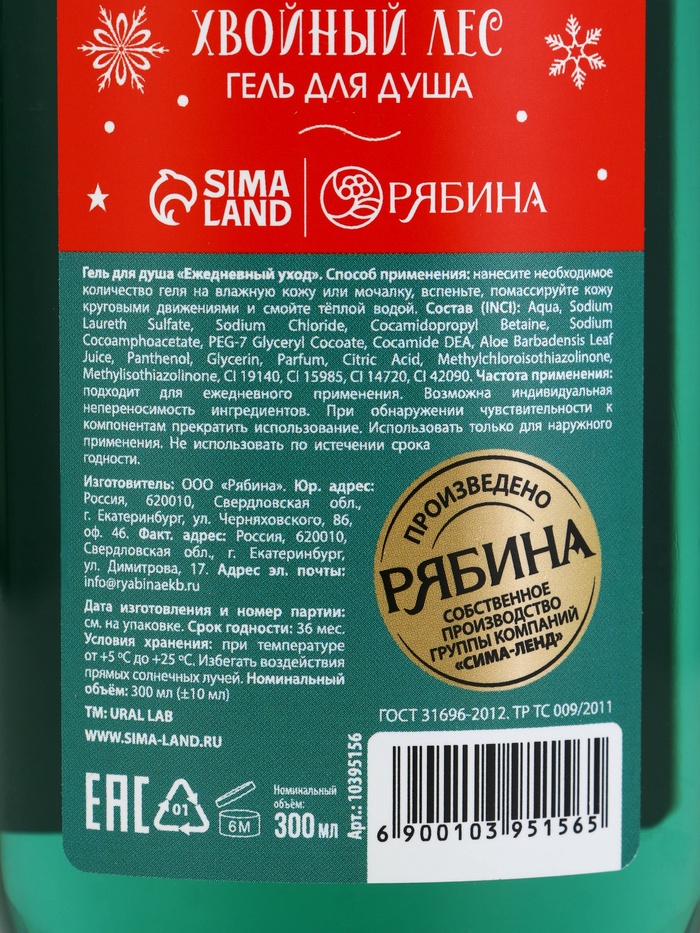 ХВОЙНЫЙ ЛЕС
ГЕЛЬ ДЛЯ ДУША
SIMA
LAND
РЯБИНА
Гель для душа «Ежедневный уход». Способ применения: нанесите необходимое
количество геля на влажную кожу или мочалку, вспеньте, помассируйте кожу
круговыми движениями и смойте тёплой водой. Состав (INCI): Aqua, Sodium
Laureth Sulfate, Sodium Chloride, Cocamidopropyl Betaine, Sodium
Cocoamphoacetate, PEG-7 Glyceryl Cocoate, Cocamide DEA, Aloe Barbadensis Leaf
Juice, Panthenol, Glycerin, Parfum, Citric Acid, Methylchloroisothiazolinone,
Methylisothiazolinone, CI 19140, CI 15985, CI 14720, CI 42090. Частота применения:
подходит для ежедневного применения. Возможна индивидуальная
непереносимость ингредиентов. При обнаружении чувствительности к
компонентам прекратить использование. Использовать только для наружного
применения. Не использовать по истечении срока
годности.
Изготовитель: ООО «Рябина». Юр. адрес:
Россия, 620010, Свердловская обл.,
г. Екатеринбург, ул. Черняховского, 86,
оф. 46. Факт. адрес: Россия, 620010,
Свердловская обл., г. Екатеринбург,
ул. Димитрова, 17. Адрес эл. почты:
info@ryabinaekb.ru
Дата изготовления и номер партии:
см. на упаковке. Срок годности: 36 мес.
Условия хранения: при температуре
от +5 ºС до +25 ºС. Избегать воздействия
прямых солнечных лучей. Номинальный
объём: 300 мл (±10 мл)
ТМ: URAL LAB
WWW.SIMA-LAND.RU
ПРОИЗВЕДЕНО
РЯБИНА
СОБСТВЕННОЕ
ПРОИЗВОДСТВО
ГРУППЫ КОМПАНИЙ
«СИМА-ЛЕНД»
ГОСТ 31696-2012. ТР ТС 009/2011
EAC
01
6М
Номинальный
объём:
300 мл
Арт.: 10395156
6 900103 951565